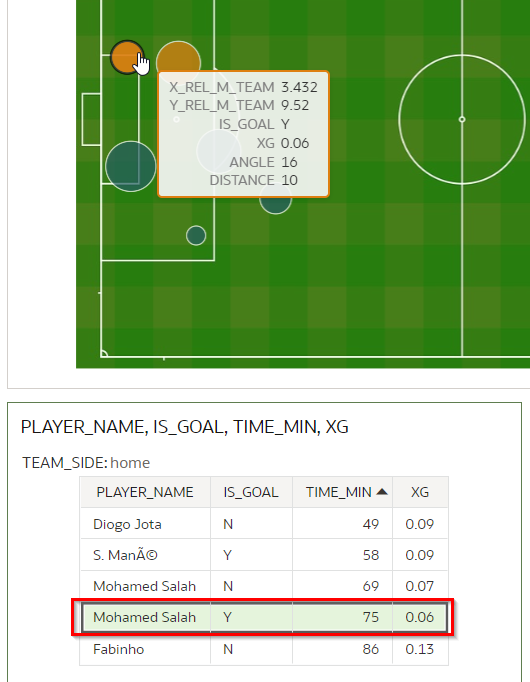 X_REL_M_TEAM 3.432
Y_REL_M_TEAM 9.52
IS_GOAL Y
XG 0.06
ANGLE 16
DISTANCE 10
PLAYER_NAME, IS_GOAL, TIME_MIN, XG
TEAM_SIDE: home
PLAYER_NAME IS_GOAL TIME_MIN XG
Diogo Jota N 49 0.09
S. ManÃ© Y 58 0.09
Mohamed Salah N 69 0.07
Mohamed Salah Y 75 0.06
Fabinho N 86 0.13